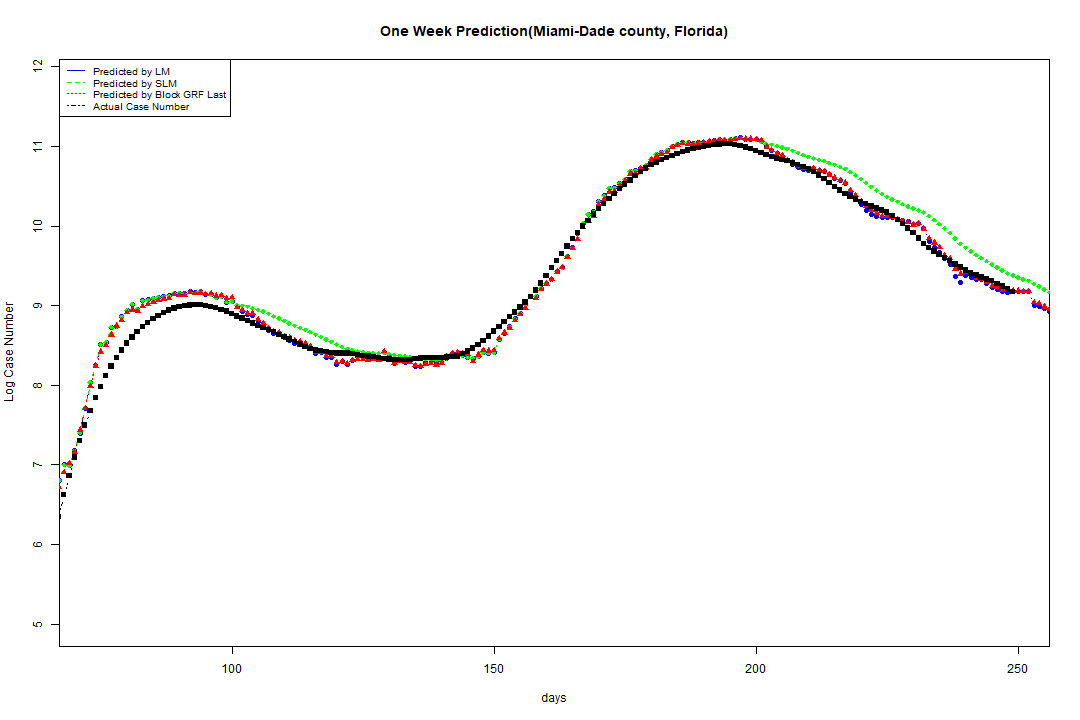 One Week Prediction(Miami-Dade county, Florida)
Predicted by LM
Predicted by SLM
Predicted by Block GRF Last
Actual Case Number
Log Case Number
12
11
10
9
8
7
6
5
100 150 200 250
days